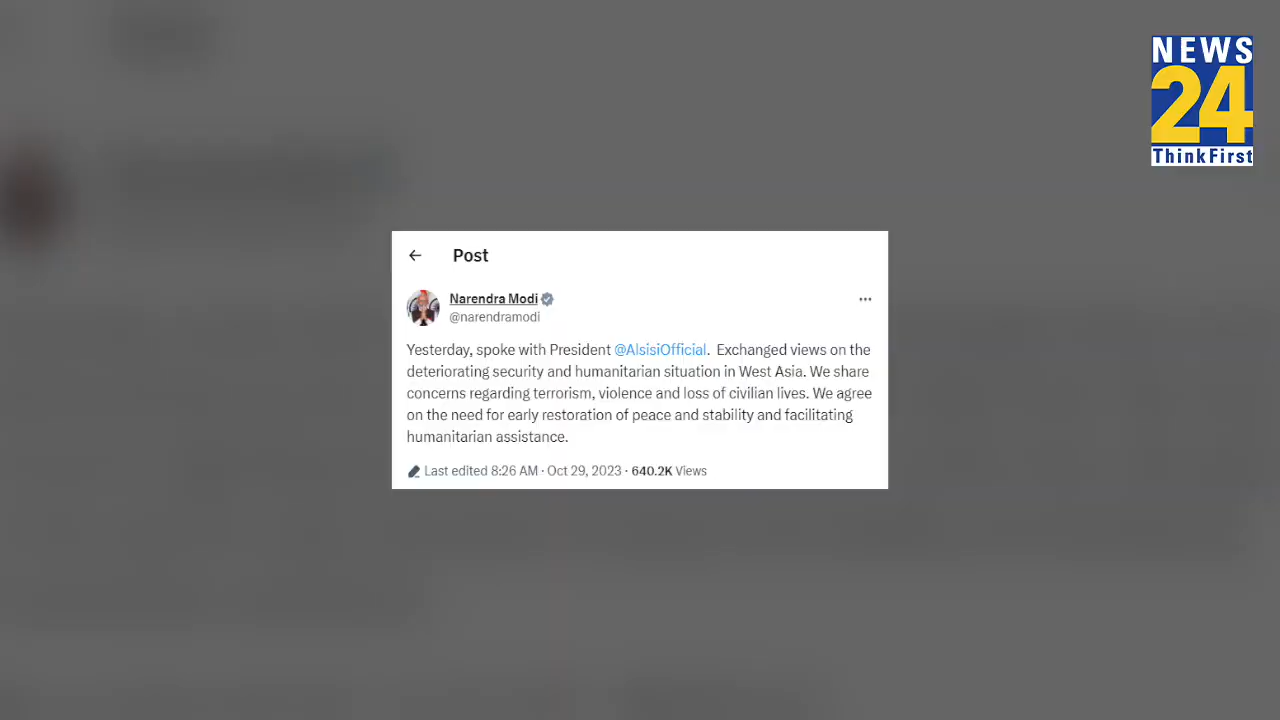 NEWS
24
ThinkFirst
Post
Narendra Modi
@narendramodi
Yesterday, spoke with President @AlsisiOfficial. Exchanged views on the
deteriorating security and humanitarian situation in West Asia. We share
concerns regarding terrorism, violence and loss of civilian lives. We agree
on the need for early restoration of peace and stability and facilitating
humanitarian assistance.
Last edited 8:26 AM · Oct 29, 2023 · 640.2K Views